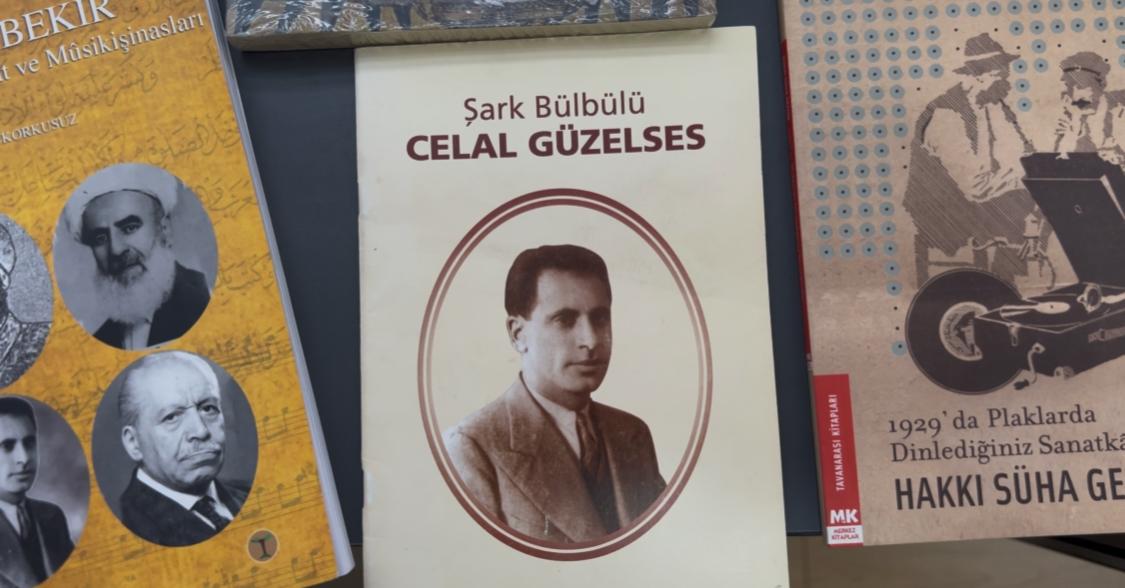 BEKİR
ve Mûsikişinasları
KORKUSUZ
Şark Bülbülü
CELAL GÜZELSES
1929'da Plaklarda
Dinlediğiniz Sanatkâ
HAKKI SÜHA GE
TAVANARASI KİTAPLARI
MK
MERKEZ
KİTAPLAR